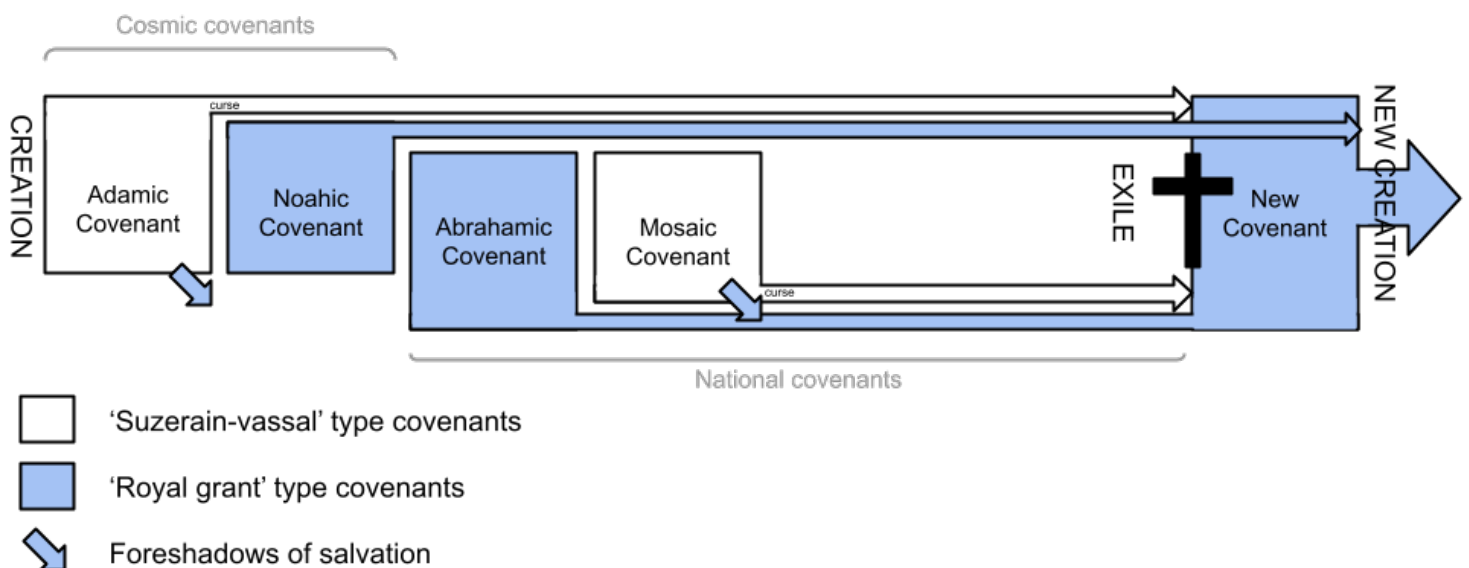 Cosmic covenants
CREATION
curse
Adamic
Covenant
Noahic
Covenant
Abrahamic
Covenant
Mosaic
Covenant
curse
EXILE
New
Covenant
NEW CREATION
National covenants
‘Suzerain-vassal’ type covenants
‘Royal grant’ type covenants
Foreshadows of salvation